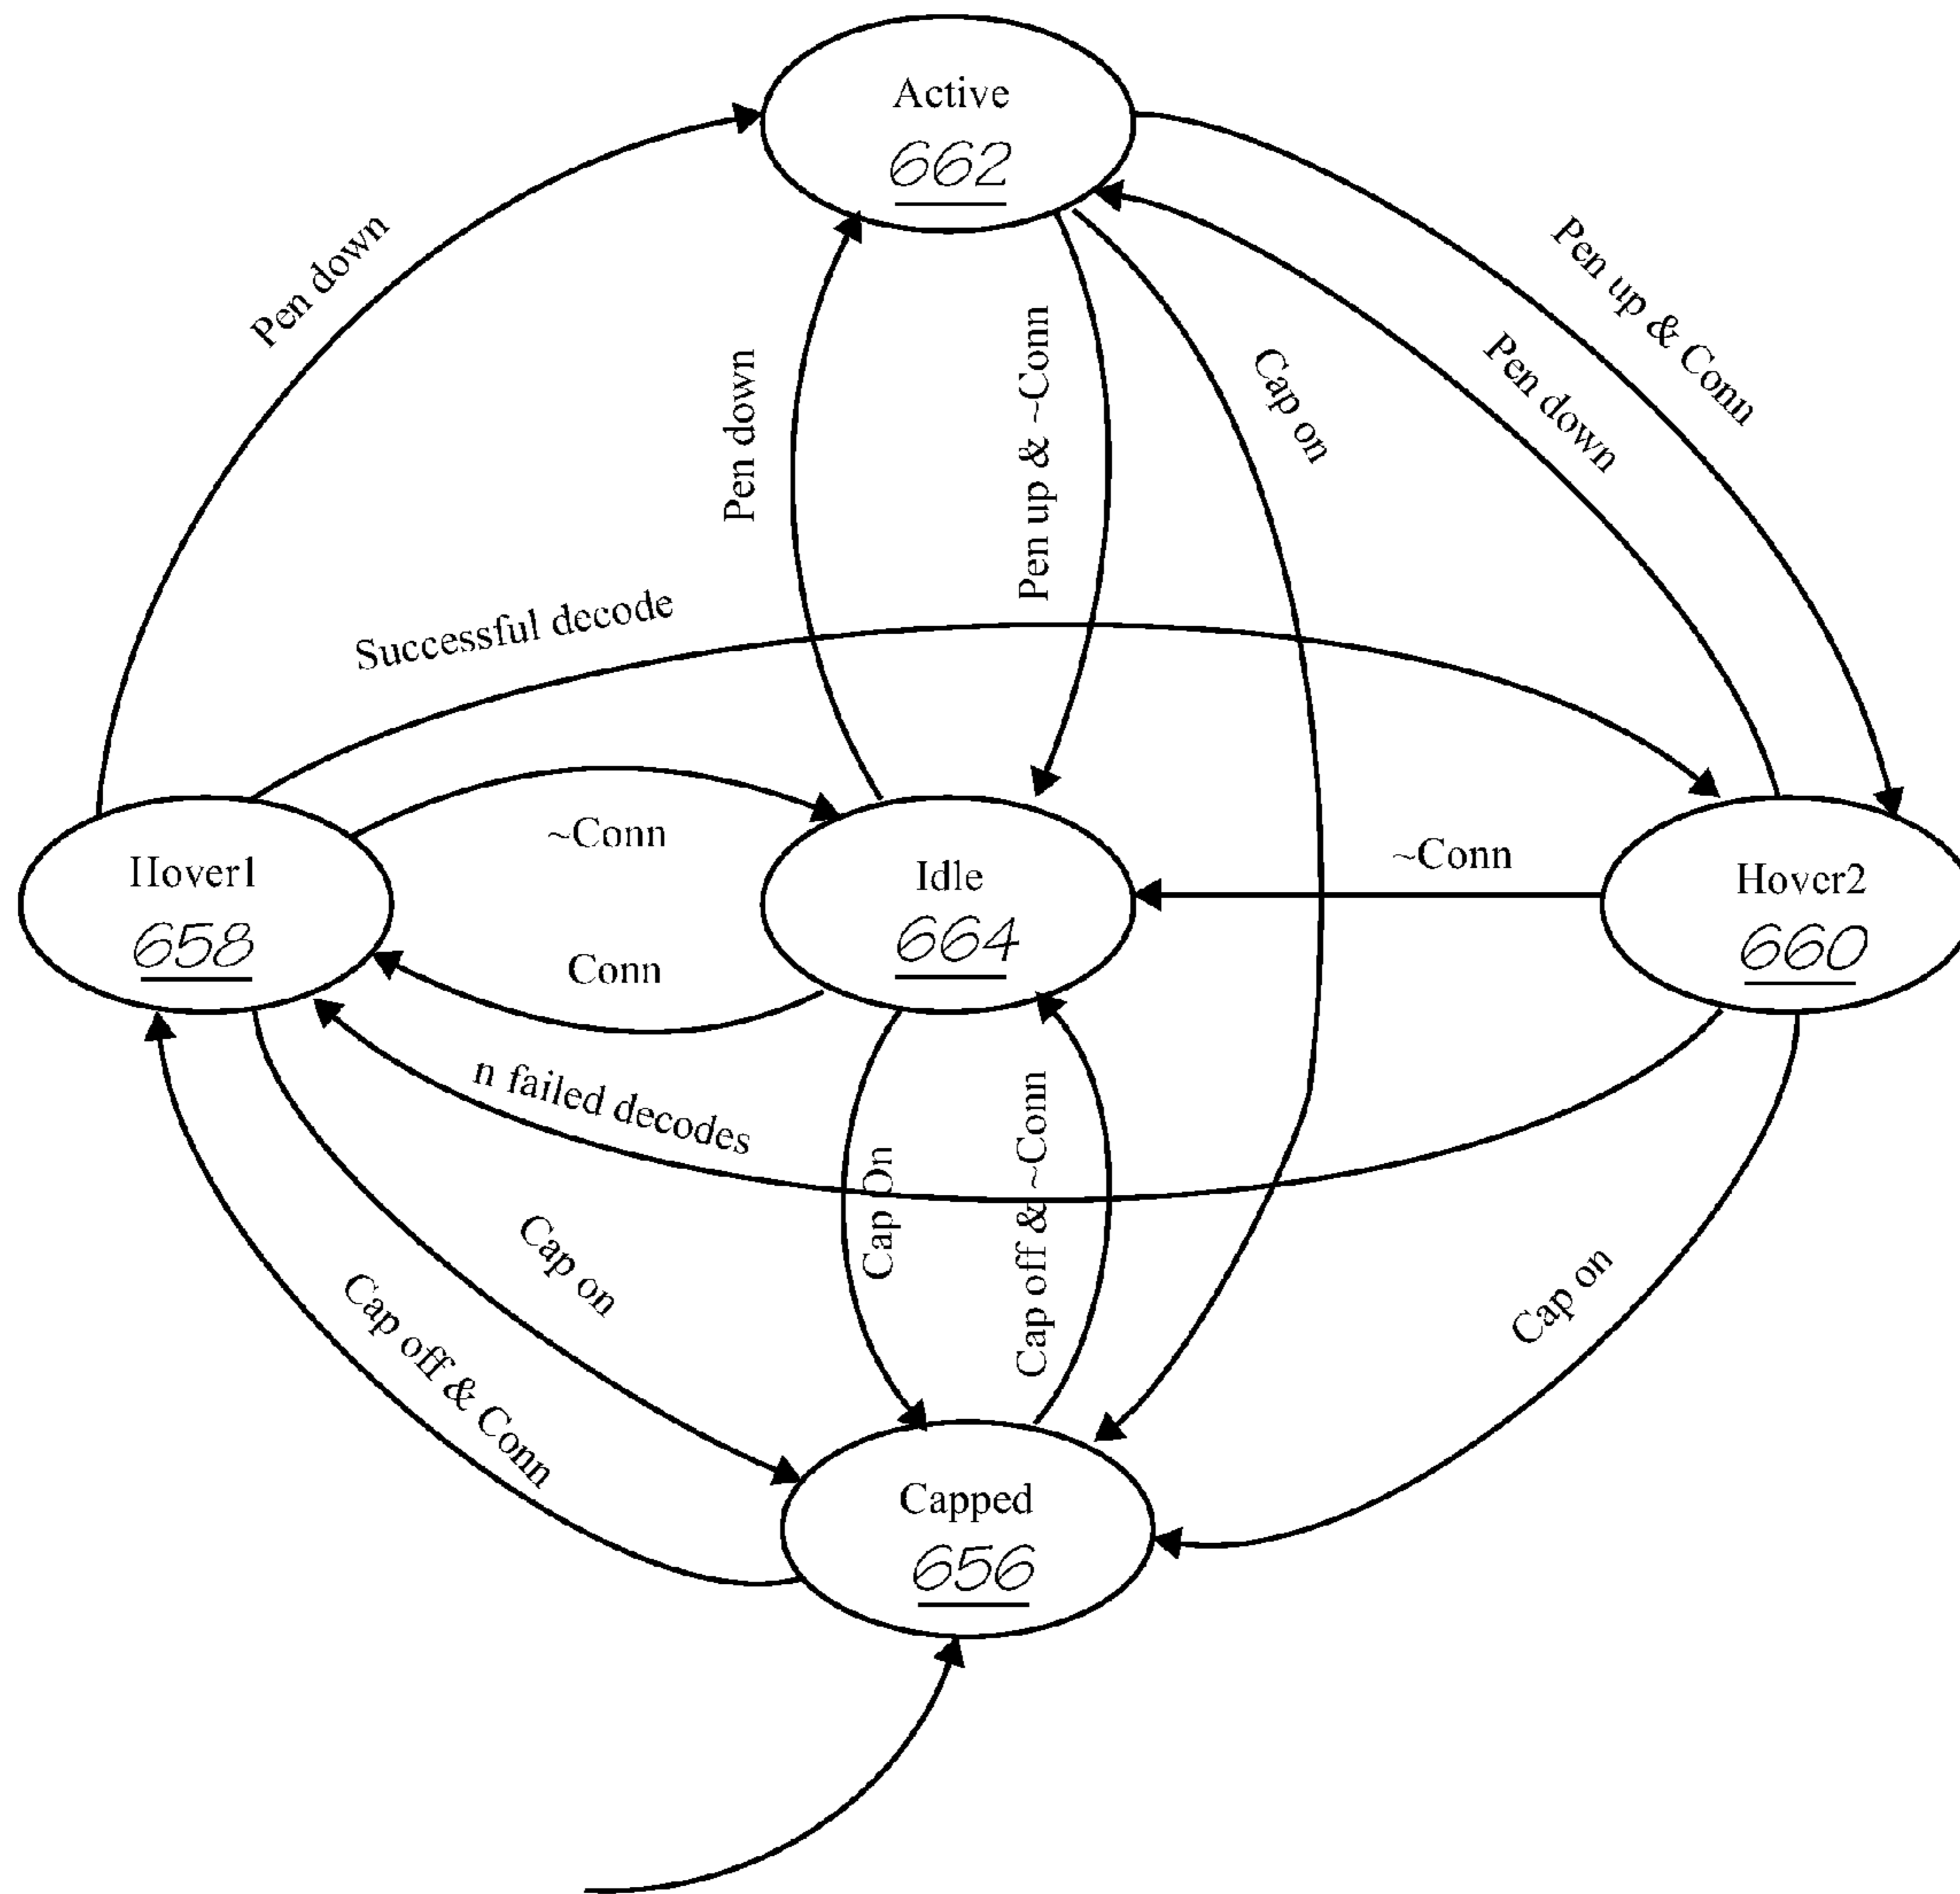 Active
662
Pen down
Pen up & Conn
Pen down
Pen up & ~Conn
Cap on
Pen down
Successful decode
~Conn
~Conn
Hover1
658
Idle
664
Hover2
660
Conn
n failed decodes
Cap On
Cap off & ~Conn
Cap on
Cap off & Conn
Cap on
Capped
656